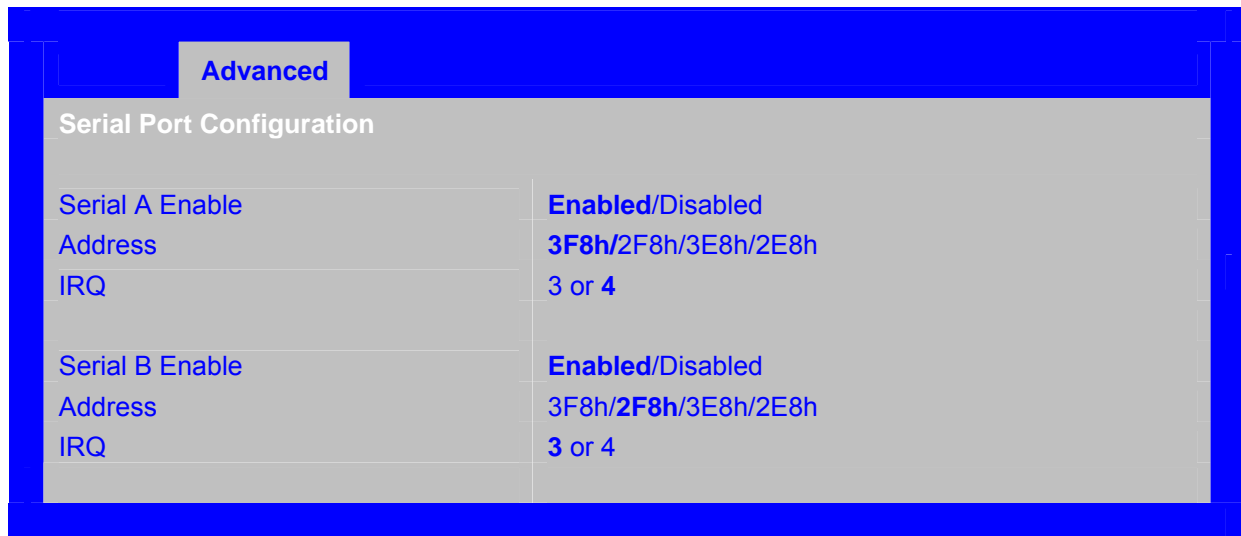 Advanced
Serial Port Configuration
Serial A Enable Enabled/Disabled
Address 3F8h/2F8h/3E8h/2E8h
IRQ 3 or 4
Serial B Enable Enabled/Disabled
Address 3F8h/2F8h/3E8h/2E8h
IRQ 3 or 4